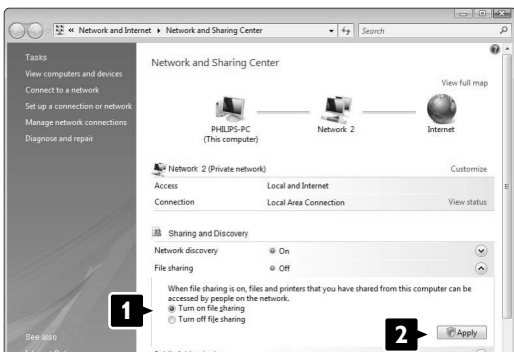 « Network and Internet ▸ Network and Sharing Center
Search
Tasks
View computers and devices
Connect to a network
Set up a connection or network
Manage network connections
Diagnose and repair
See also
Network and Sharing Center
View full map
PHILIPS-PC
(This computer)
Network 2
Internet
Network 2 (Private network)
Customize
Access
Local and Internet
Connection
Local Area Connection
View status
Sharing and Discovery
Network discovery
On
File sharing
Off
When file sharing is on, files and printers that you have shared from this computer can be
accessed by people on the network.
1
Turn on file sharing
Turn off file sharing
2
Apply